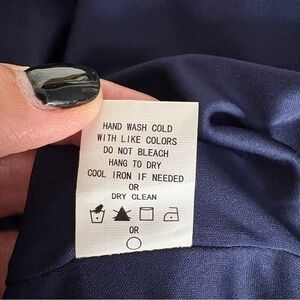 HAND WASH COLD
WITH LIKE COLORS
DO NOT BLEACH
HANG TO DRY
COOL IRON IF NEEDED
OR
DRY CLEAN
OR